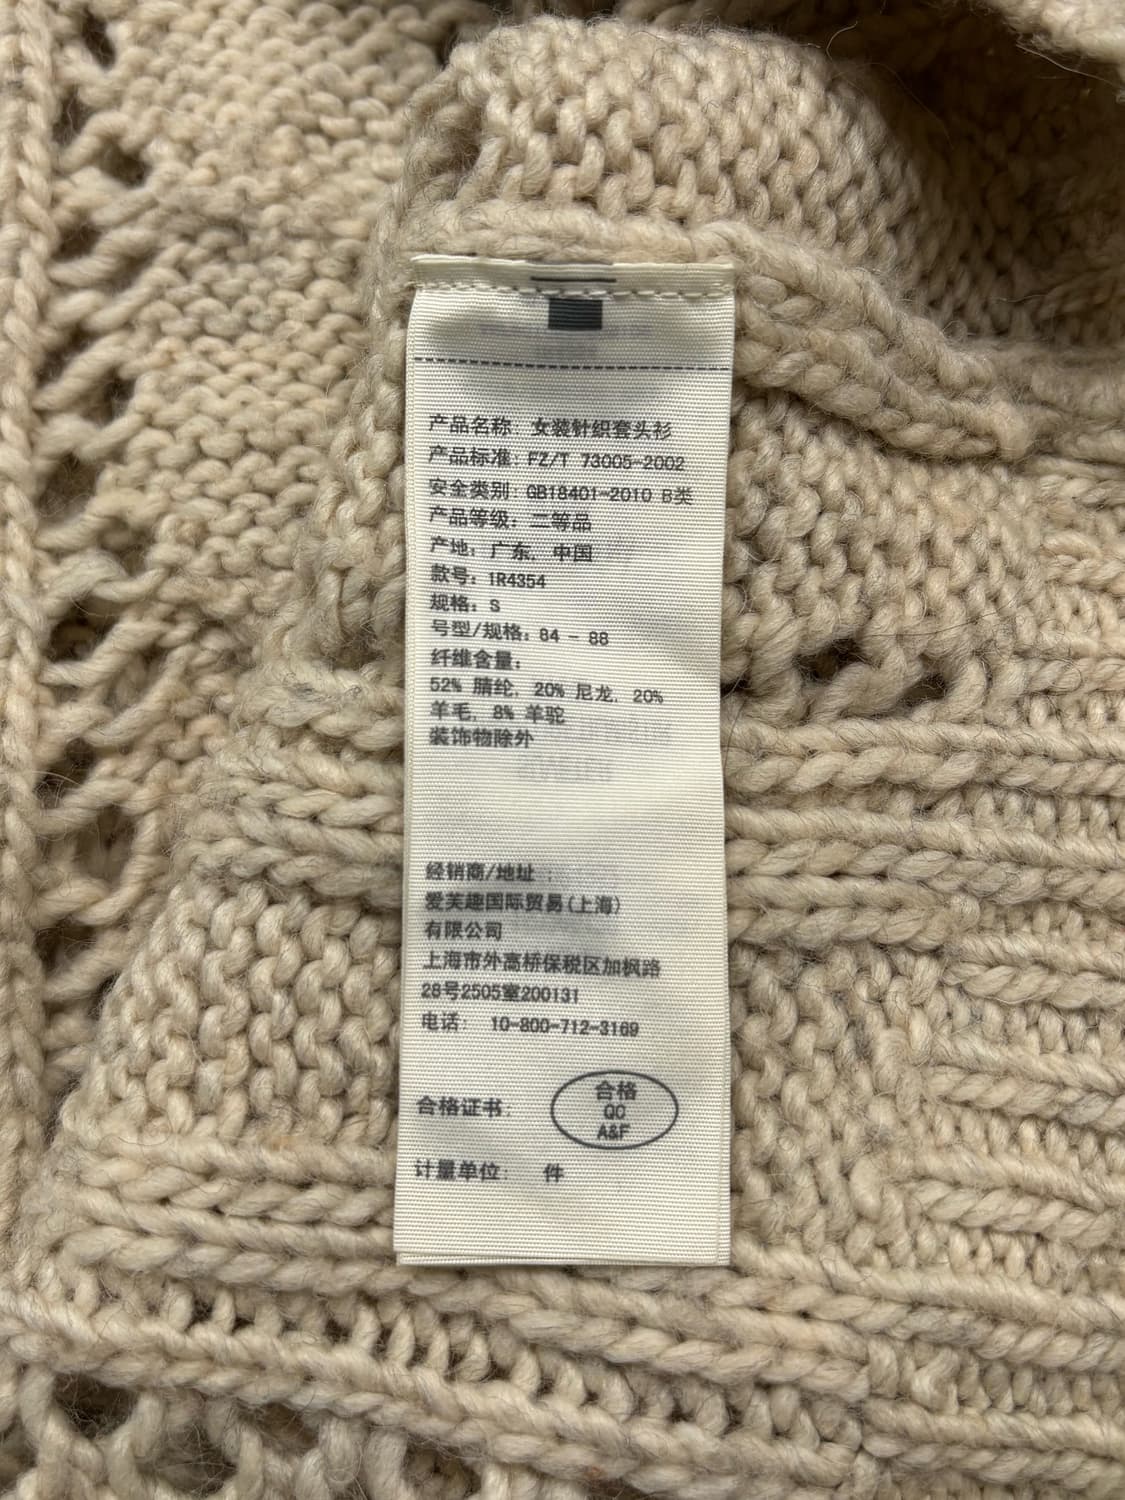 产品名称: 女装针织套头衫
产品标准: FZ/T 73005-2002
安全类别: GB18401-2010 B类
产品等级: 二等品
产地: 广东, 中国
款号: 1R4354
规格: S
号型/规格: 84 - 88
纤维含量:
52% 腈纶, 20% 尼龙, 20%
羊毛, 8% 羊驼
装饰物除外
经销商/地址 :
爱芙趣国际贸易(上海)
有限公司
上海市外高桥保税区加枫路
28号2505室200131
电话: 10-800-712-3169
合格证书:
合格
QC
A&F
计量单位: 件